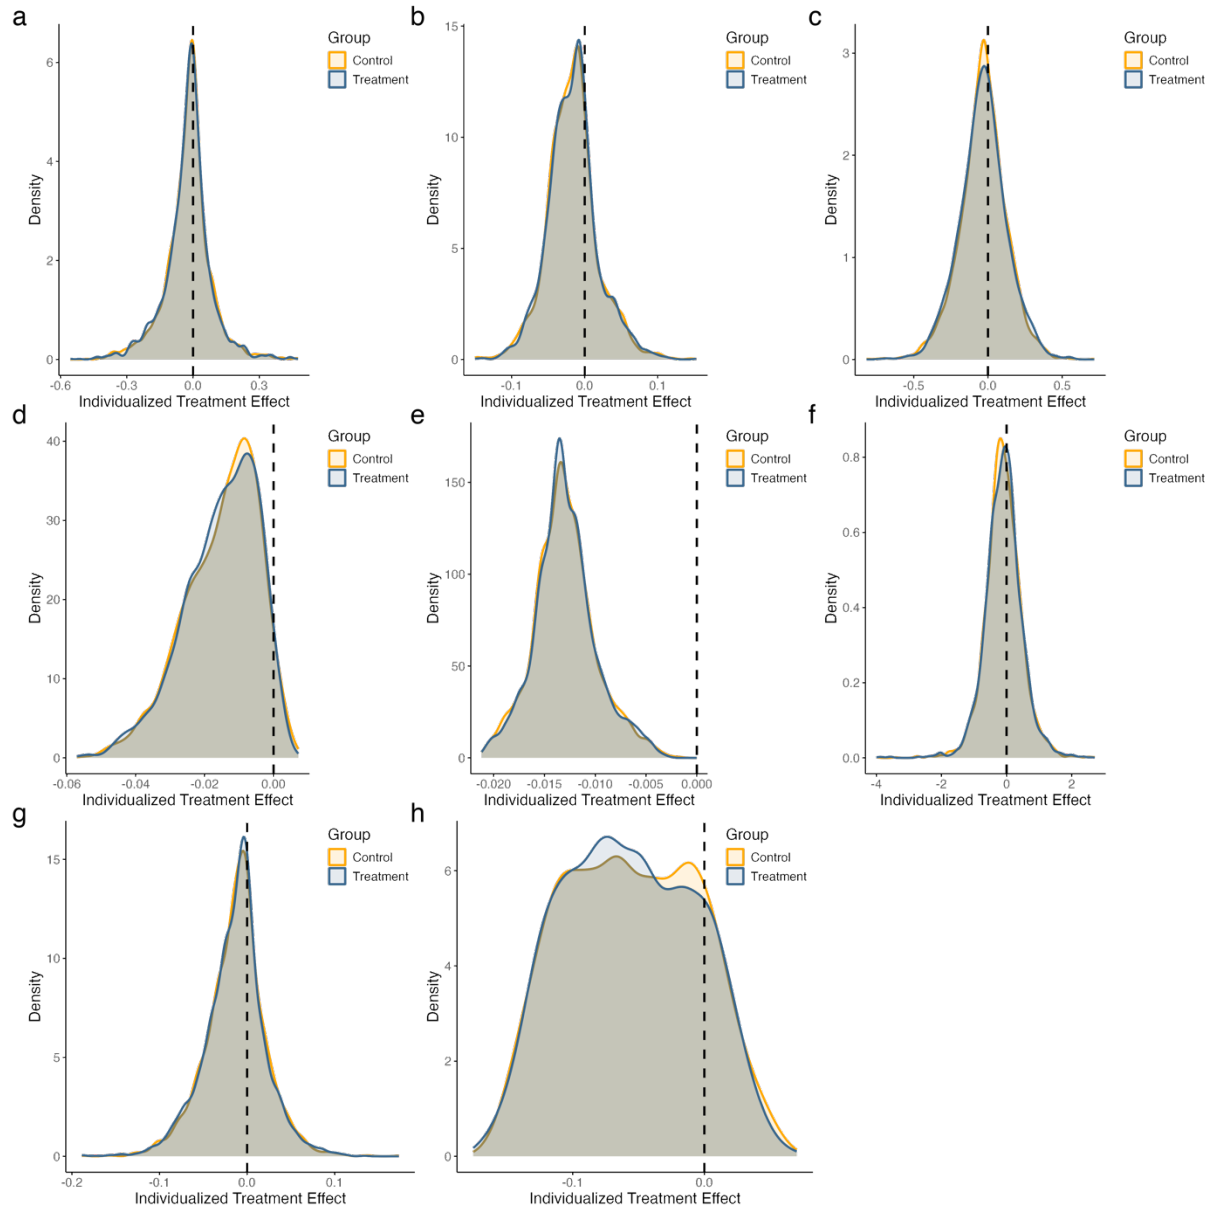 a
Group
Control
Treatment
Density
6
4
2
0
-0.6
-0.3
0.0
0.3
Individualized Treatment Effect
b
Group
Control
Treatment
Density
15
10
5
0
-0.1
0.0
0.1
Individualized Treatment Effect
c
Group
Control
Treatment
Density
3
2
1
0
-0.5
0.0
0.5
Individualized Treatment Effect
d
Group
Control
Treatment
Density
40
30
20
10
0
-0.06
-0.04
-0.02
0.00
Individualized Treatment Effect
e
Group
Control
Treatment
Density
150
100
50
0
-0.020
-0.015
-0.010
-0.005
0.000
Individualized Treatment Effect
f
Group
Control
Treatment
Density
0.8
0.6
0.4
0.2
0.0
-4
-2
0
2
Individualized Treatment Effect
g
Group
Control
Treatment
Density
15
10
5
0
-0.2
-0.1
0.0
0.1
Individualized Treatment Effect
h
Group
Control
Treatment
Density
6
4
2
0
-0.1
0.0
Individualized Treatment Effect